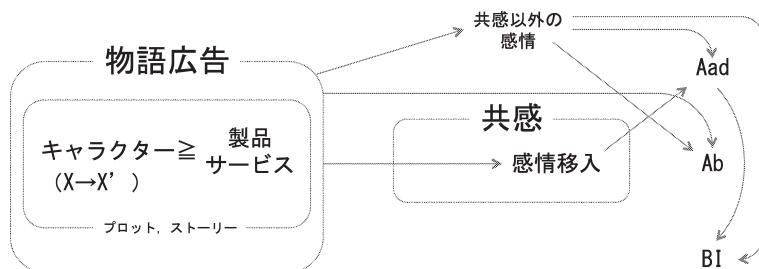 共感以外の
感情
物語広告
Aad
共感
キャラクター≧
(X→X’)
製品
サービス
感情移入
Ab
プロット，ストーリー
BI